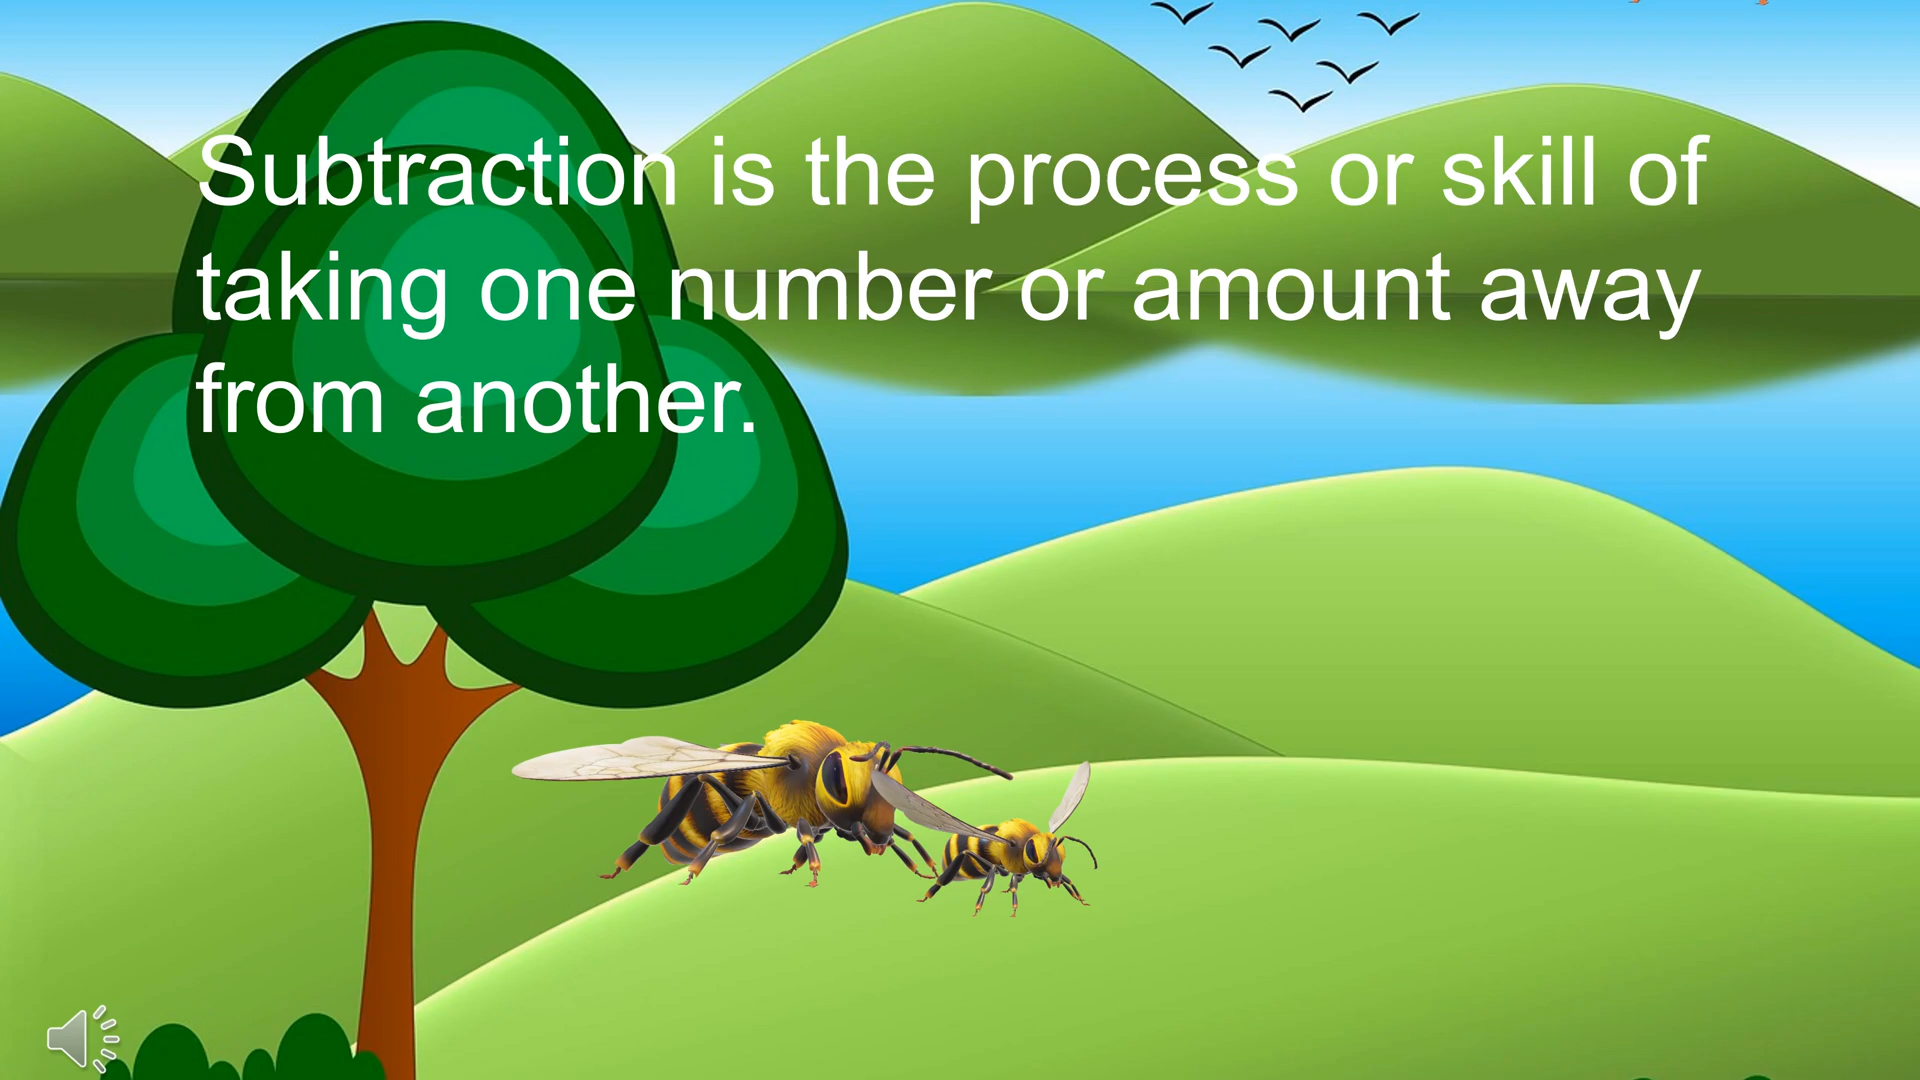 Subtraction is the process or skill of
taking one number or amount away
from another.